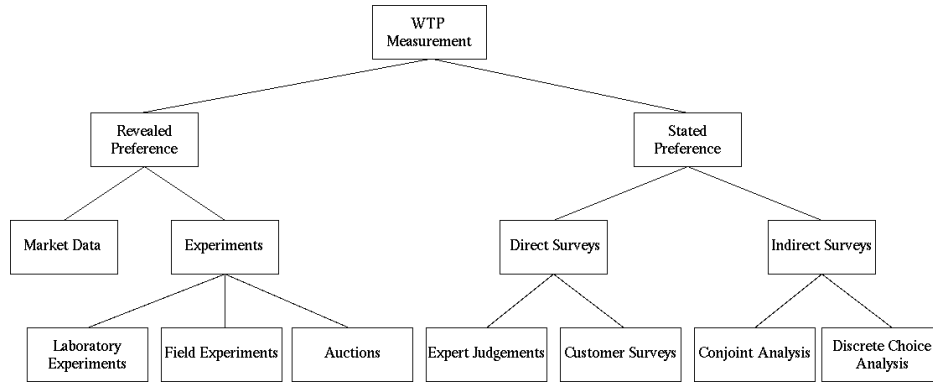 WTP
Measurement
Revealed
Preference
Stated
Preference
Market Data
Experiments
Direct Surveys
Indirect Surveys
Laboratory
Experiments
Field Experiments
Auctions
Expert Judgements
Customer Surveys
Conjoint Analysis
Discrete Choice
Analysis